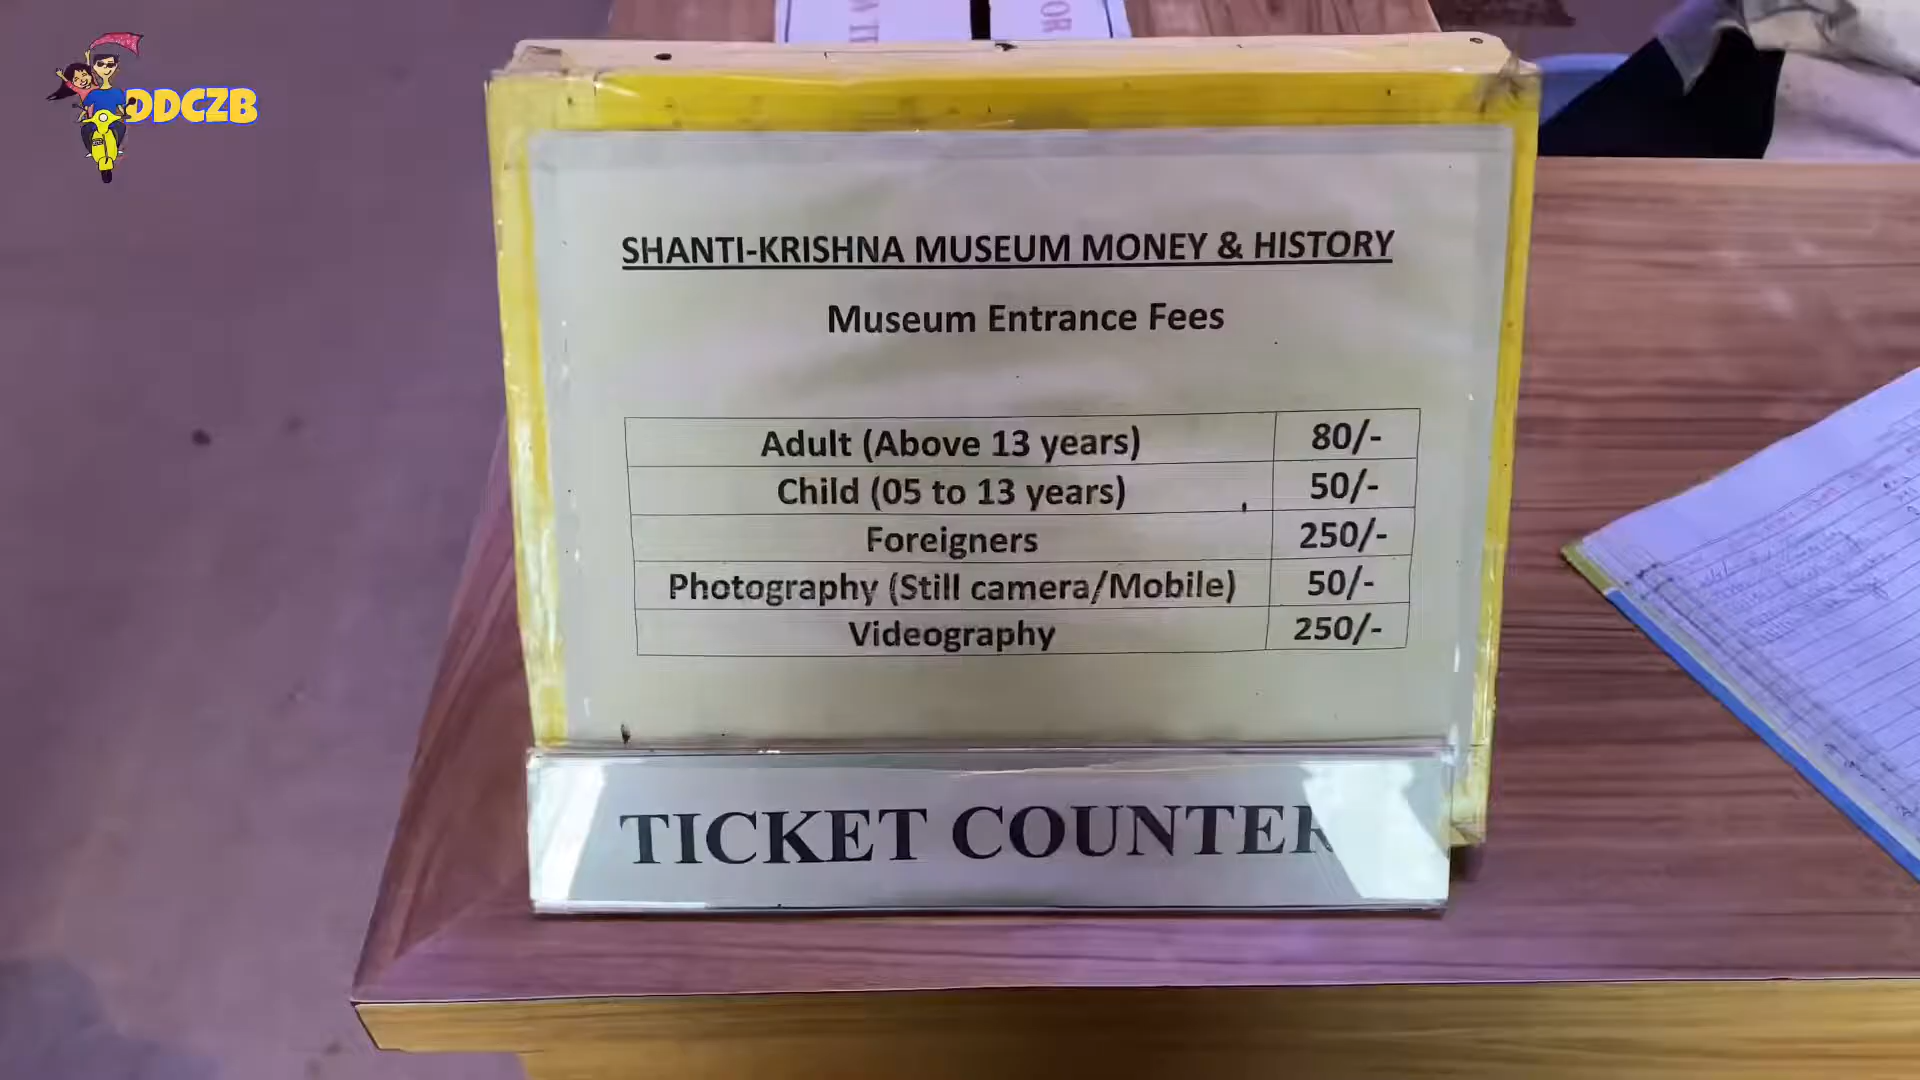 ODCZB
SHANTI-KRISHNA MUSEUM MONEY & HISTORY
Museum Entrance Fees
Adult (Above 13 years) 80/-
Child (05 to 13 years) 50/-
Foreigners 250/-
Photography (Still camera/Mobile) 50/-
Videography 250/-
TICKET COUNTER